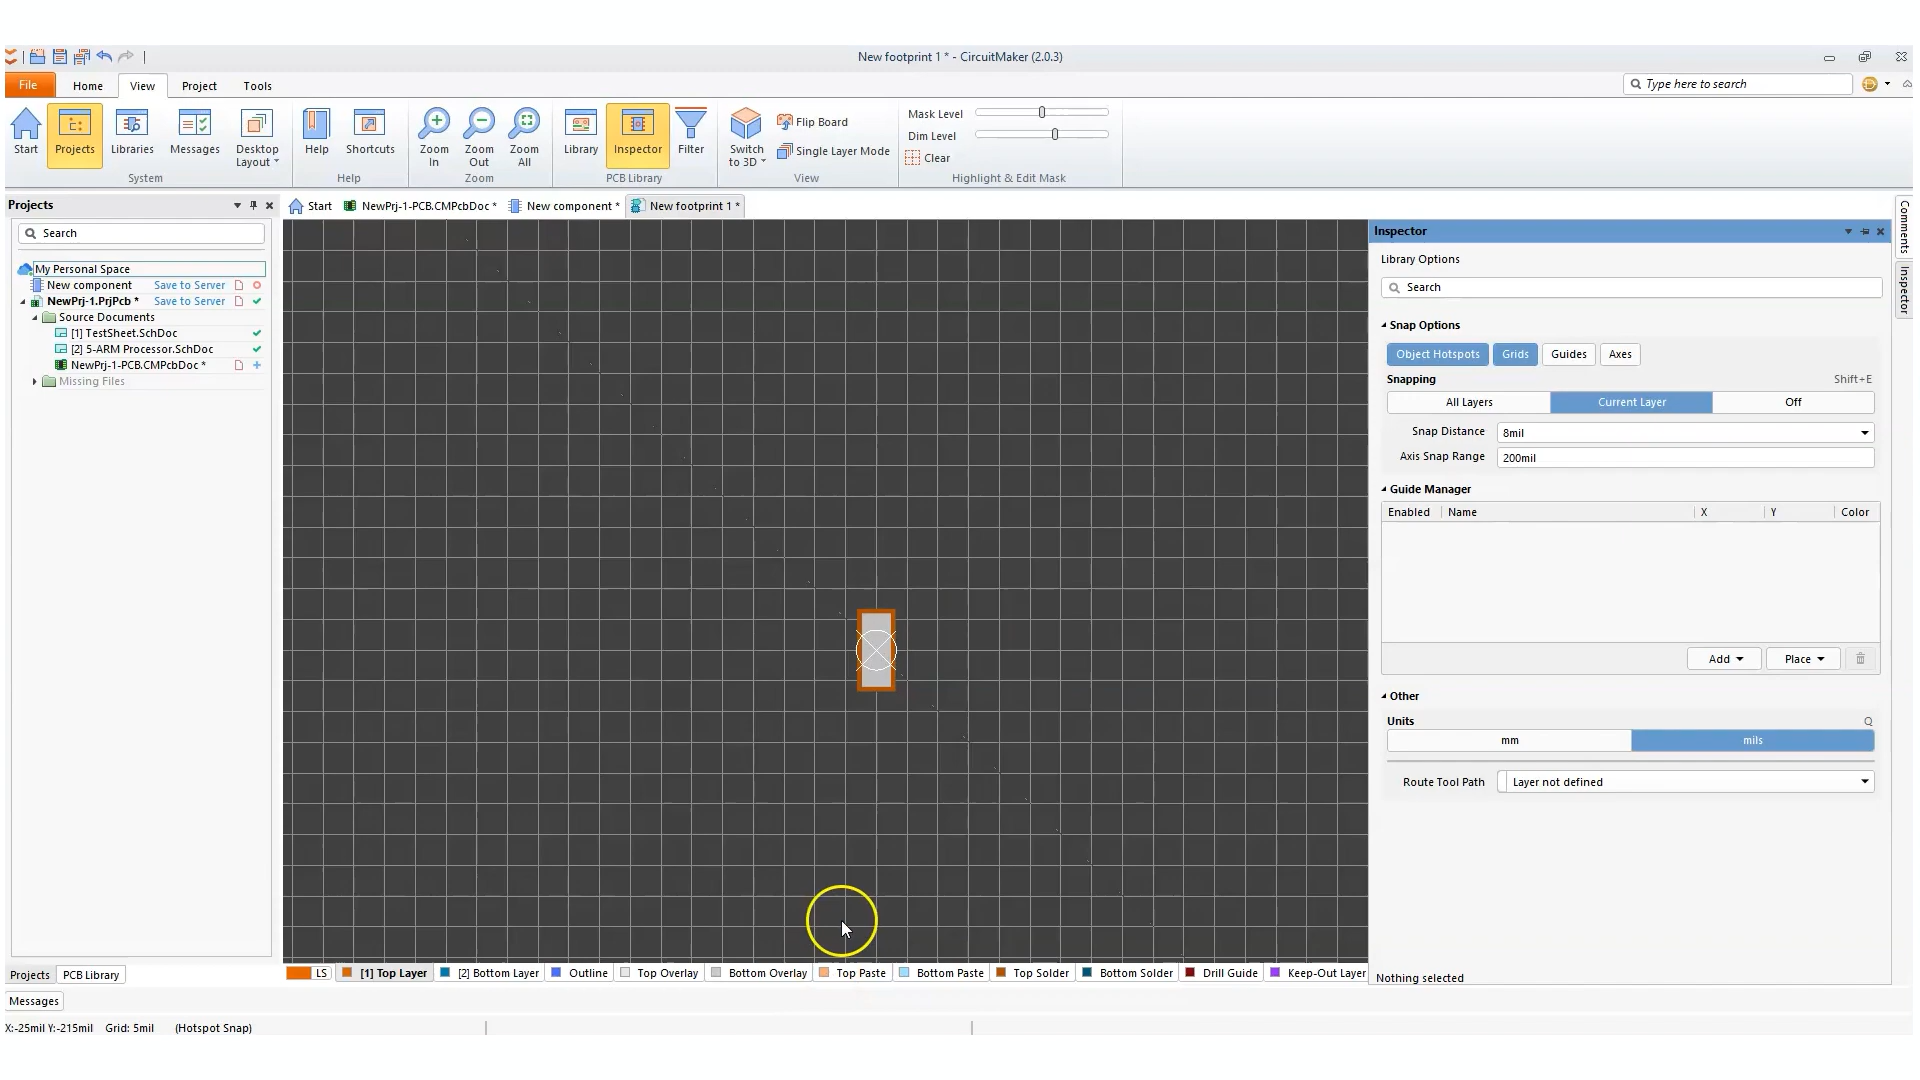 New footprint 1 * - CircuitMaker (2.0.3)
File Home View Project Tools
Type here to search
Start Projects Libraries Messages Desktop Layout
Help Shortcuts
Zoom In Zoom Out Zoom All
Library Inspector Filter
Switch to 3D
Flip Board
Single Layer Mode
Mask Level
Dim Level
Clear
System Help Zoom PCB Library View Highlight & Edit Mask
Projects
Start NewPrj-1-PCB.CMPcbDoc * New component * New footprint 1 *
Search
My Personal Space
New component Save to Server
NewPrj-1.PrjPcb * Save to Server
Source Documents
[1] TestSheet.SchDoc
[2] 5-ARM Processor.SchDoc
NewPrj-1-PCB.CMPcbDoc *
Missing Files
Inspector
Library Options
Search
Snap Options
Object Hotspots Grids Guides Axes
Snapping Shift+E
All Layers Current Layer Off
Snap Distance 8mil
Axis Snap Range 200mil
Guide Manager
Enabled Name X Y Color
Add Place
Other
Units Q
mm mils
Route Tool Path Layer not defined
Nothing selected
Comments
Inspector
Projects PCB Library
LS [1] Top Layer [2] Bottom Layer Outline Top Overlay Bottom Overlay Top Paste Bottom Paste Top Solder Bottom Solder Drill Guide Keep-Out Layer
Messages
X:-25mil Y:-215mil Grid: 5mil (Hotspot Snap)